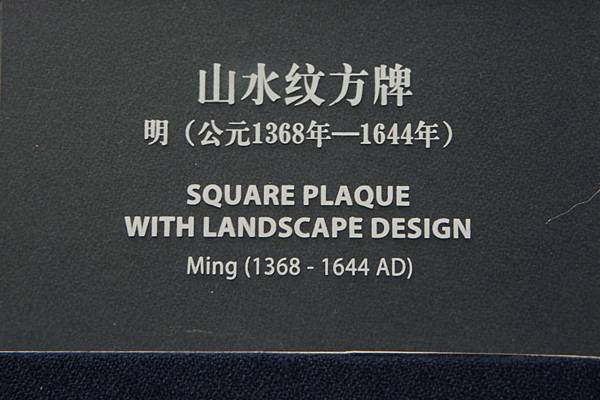 山水纹方牌
明（公元1368年—1644年）
SQUARE PLAQUE
WITH LANDSCAPE DESIGN
Ming (1368 - 1644 AD)